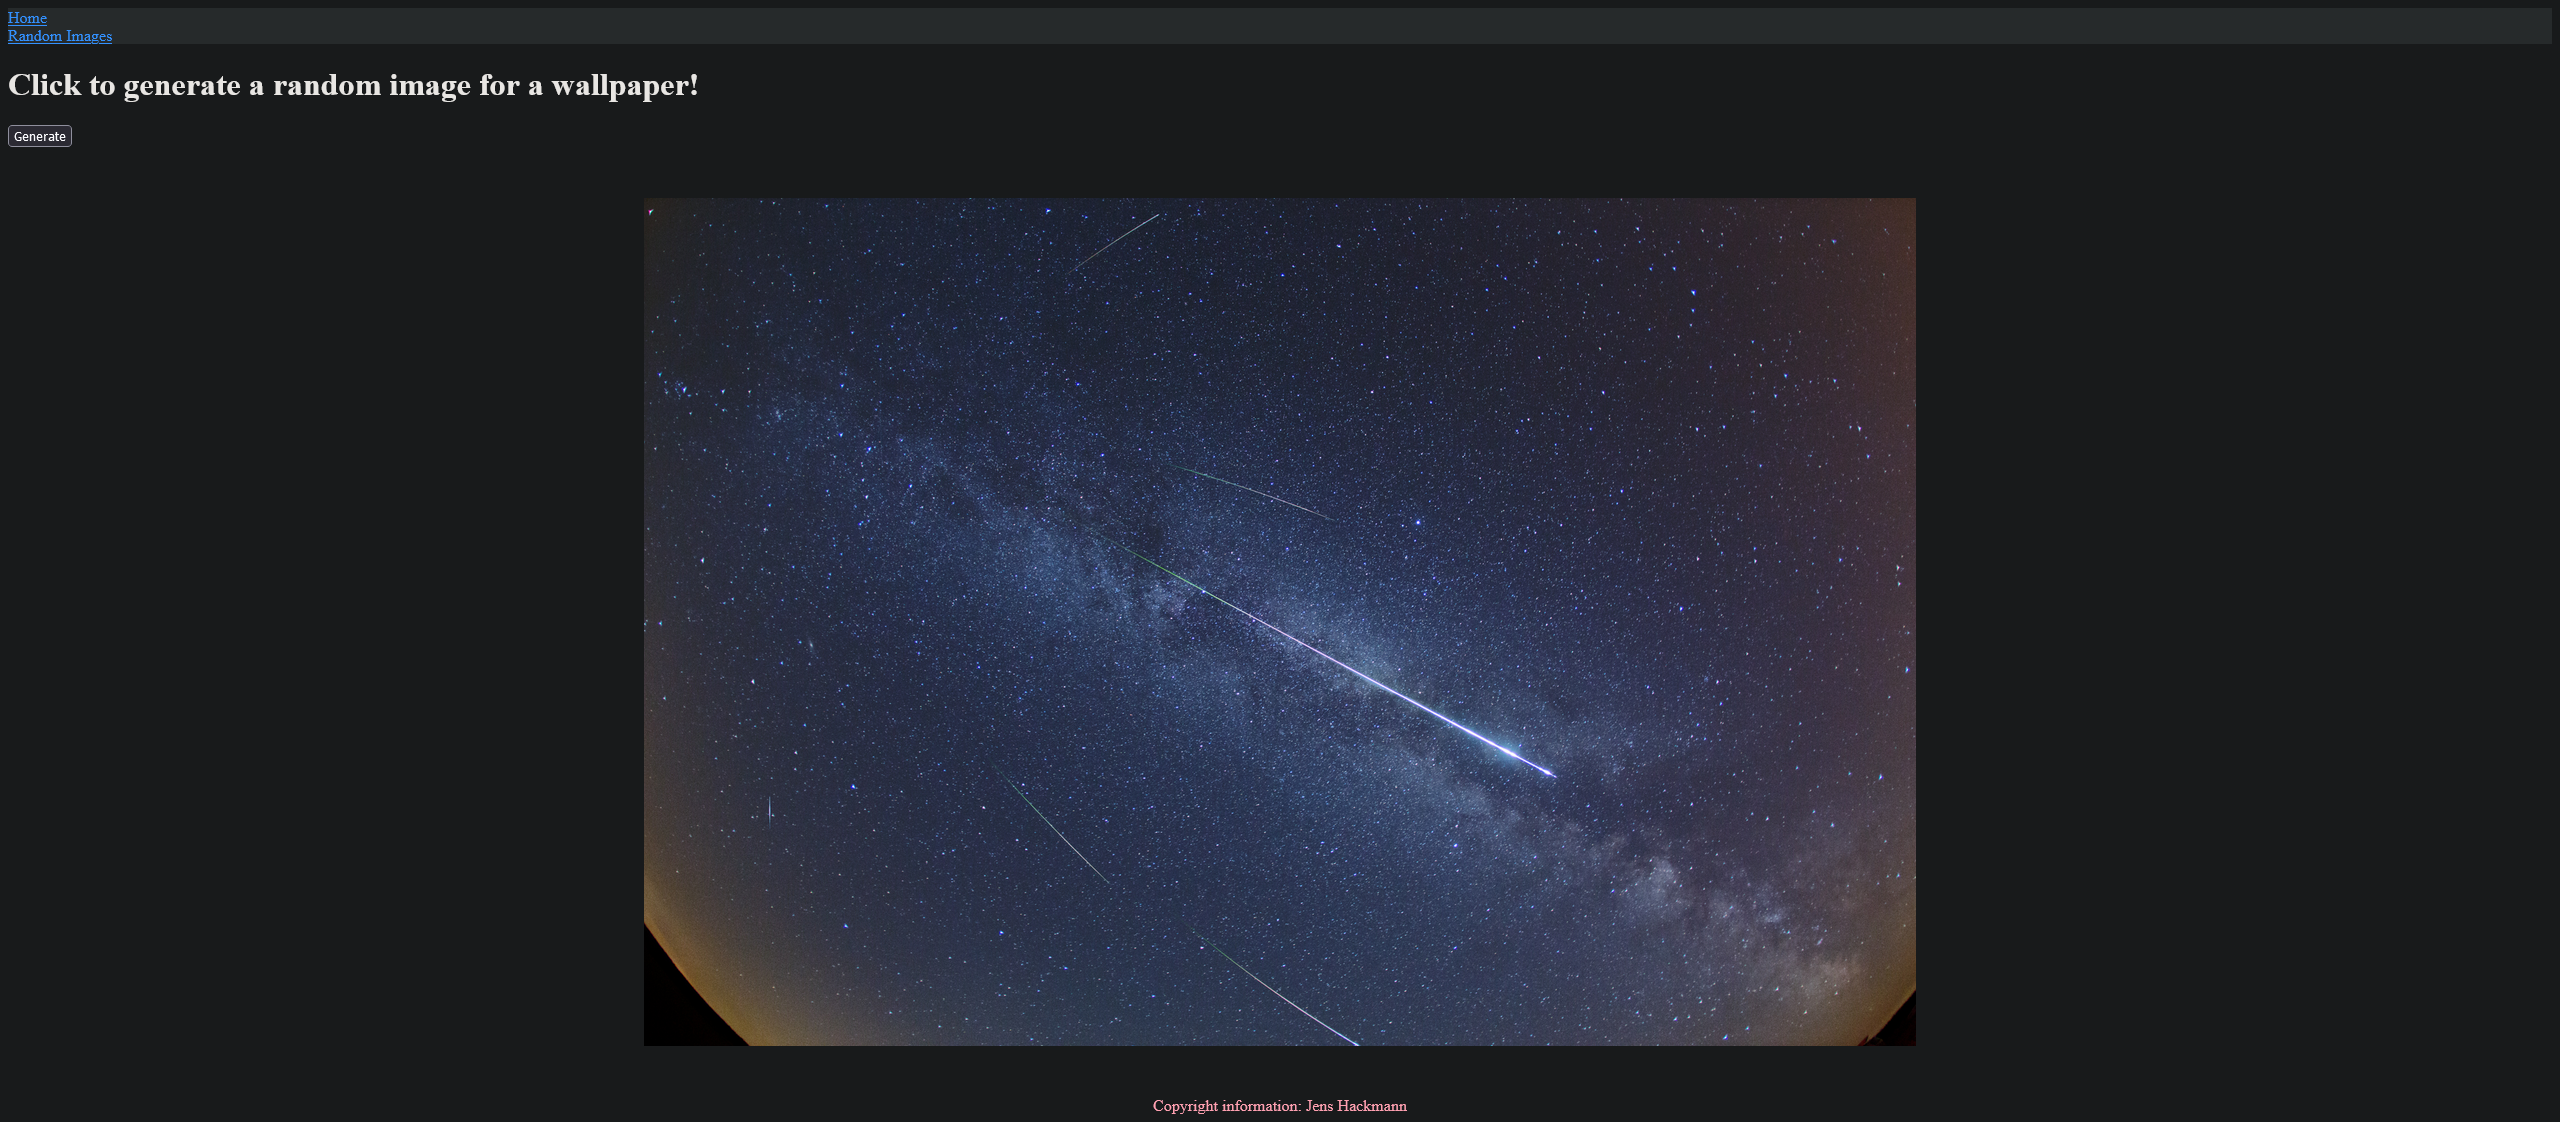 Home
Random Images
Click to generate a random image for a wallpaper!
Generate
Copyright information: Jens Hackmann